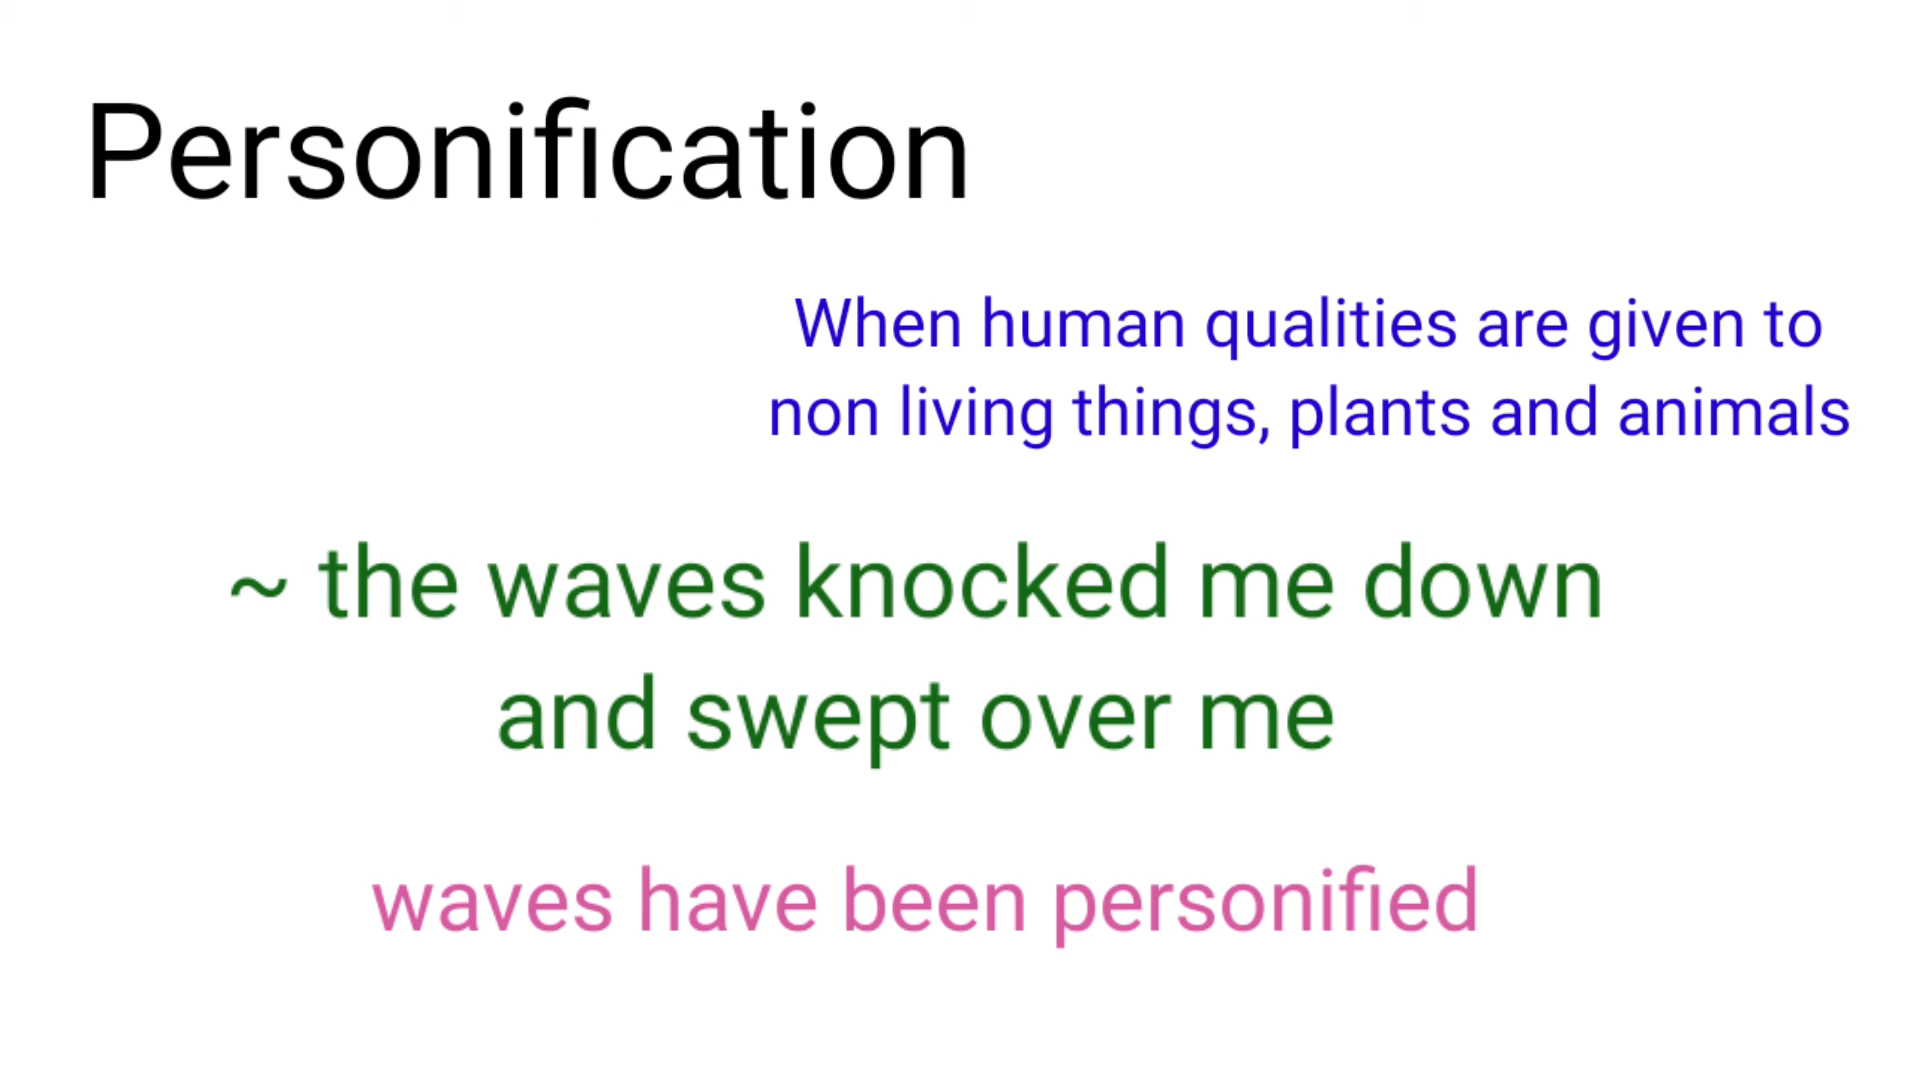 Personification
When human qualities are given to
non living things, plants and animals
~ the waves knocked me down
and swept over me
waves have been personified